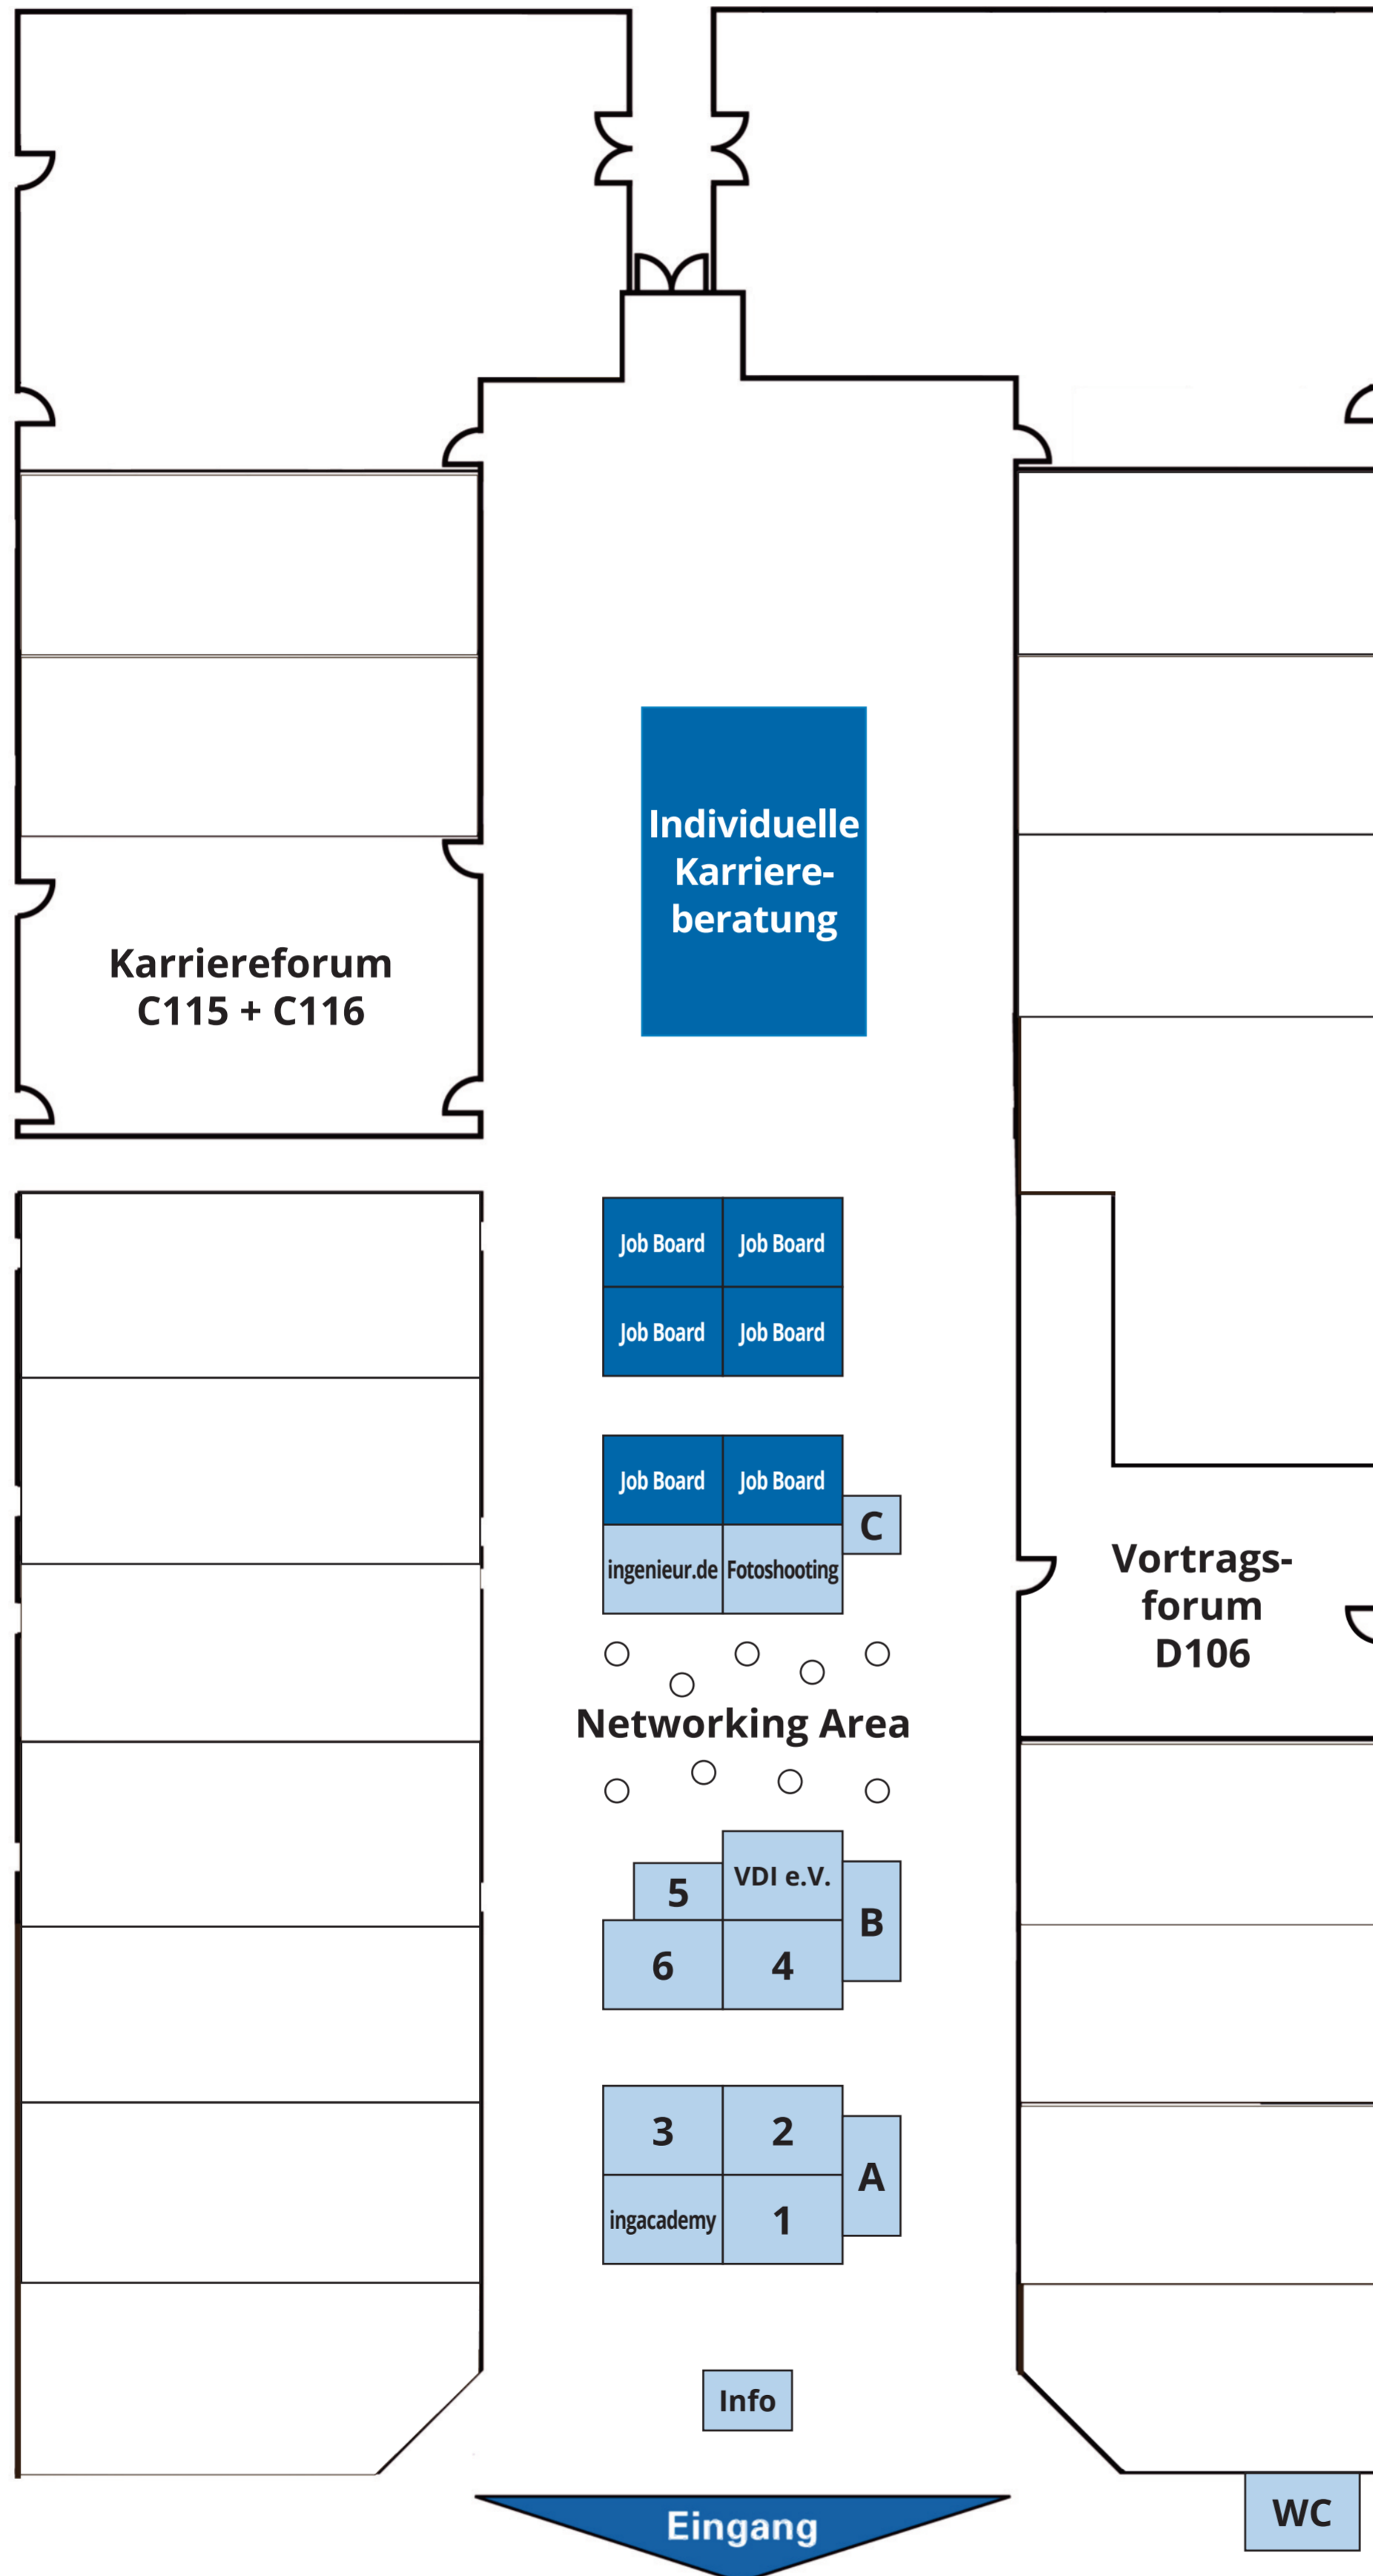 Individuelle
Karriere-
beratung
Karriereforum
C115 + C116
Job Board
Job Board
Job Board
Job Board
Job Board
Job Board
C
ingenieur.de
Fotoshooting
Vortrags-
forum
D106
Networking Area
VDI e.V.
5
B
6
4
3
2
A
ingacademy
1
Info
Eingang
WC